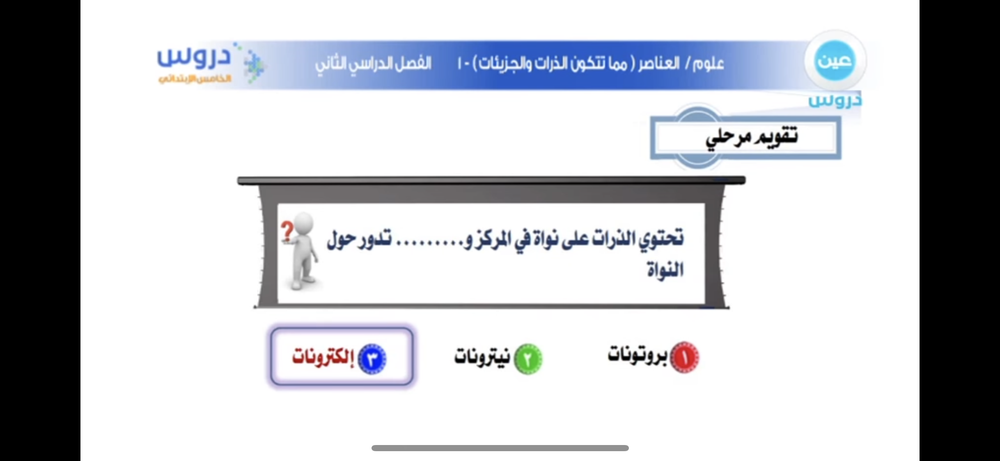 عين
دروس
علوم / العناصر ( مما تتكون الذرات والجزيئات) - ١ الفصل الدراسي الثاني
دروس
الخامس الإبتدائي
تقويم مرحلي
تحتوي الذرات على نواة في المركز و.......... تدور حول
النواة
?
١ بروتونات
٢ نيترونات
٣ إلكترونات